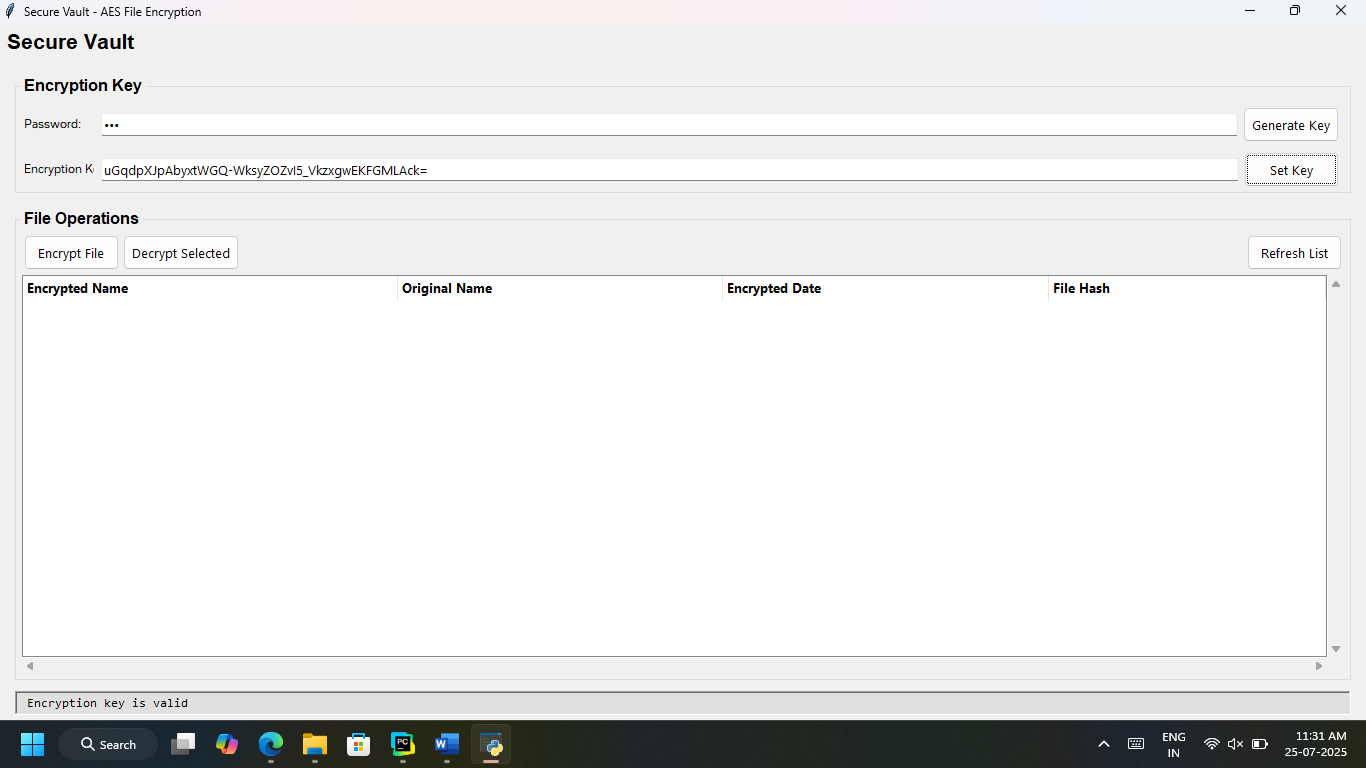 Secure Vault - AES File Encryption
Secure Vault
Encryption Key
Password: ••• Generate Key
Encryption K uGqdpXJpAbyxtWGQ-WksyZOZvI5_VkzxgwEKFGMLAck= Set Key
File Operations
Encrypt File Decrypt Selected Refresh List
Encrypted Name Original Name Encrypted Date File Hash
Encryption key is valid
Search
PC
W
ENG
IN
11:31 AM
25-07-2025